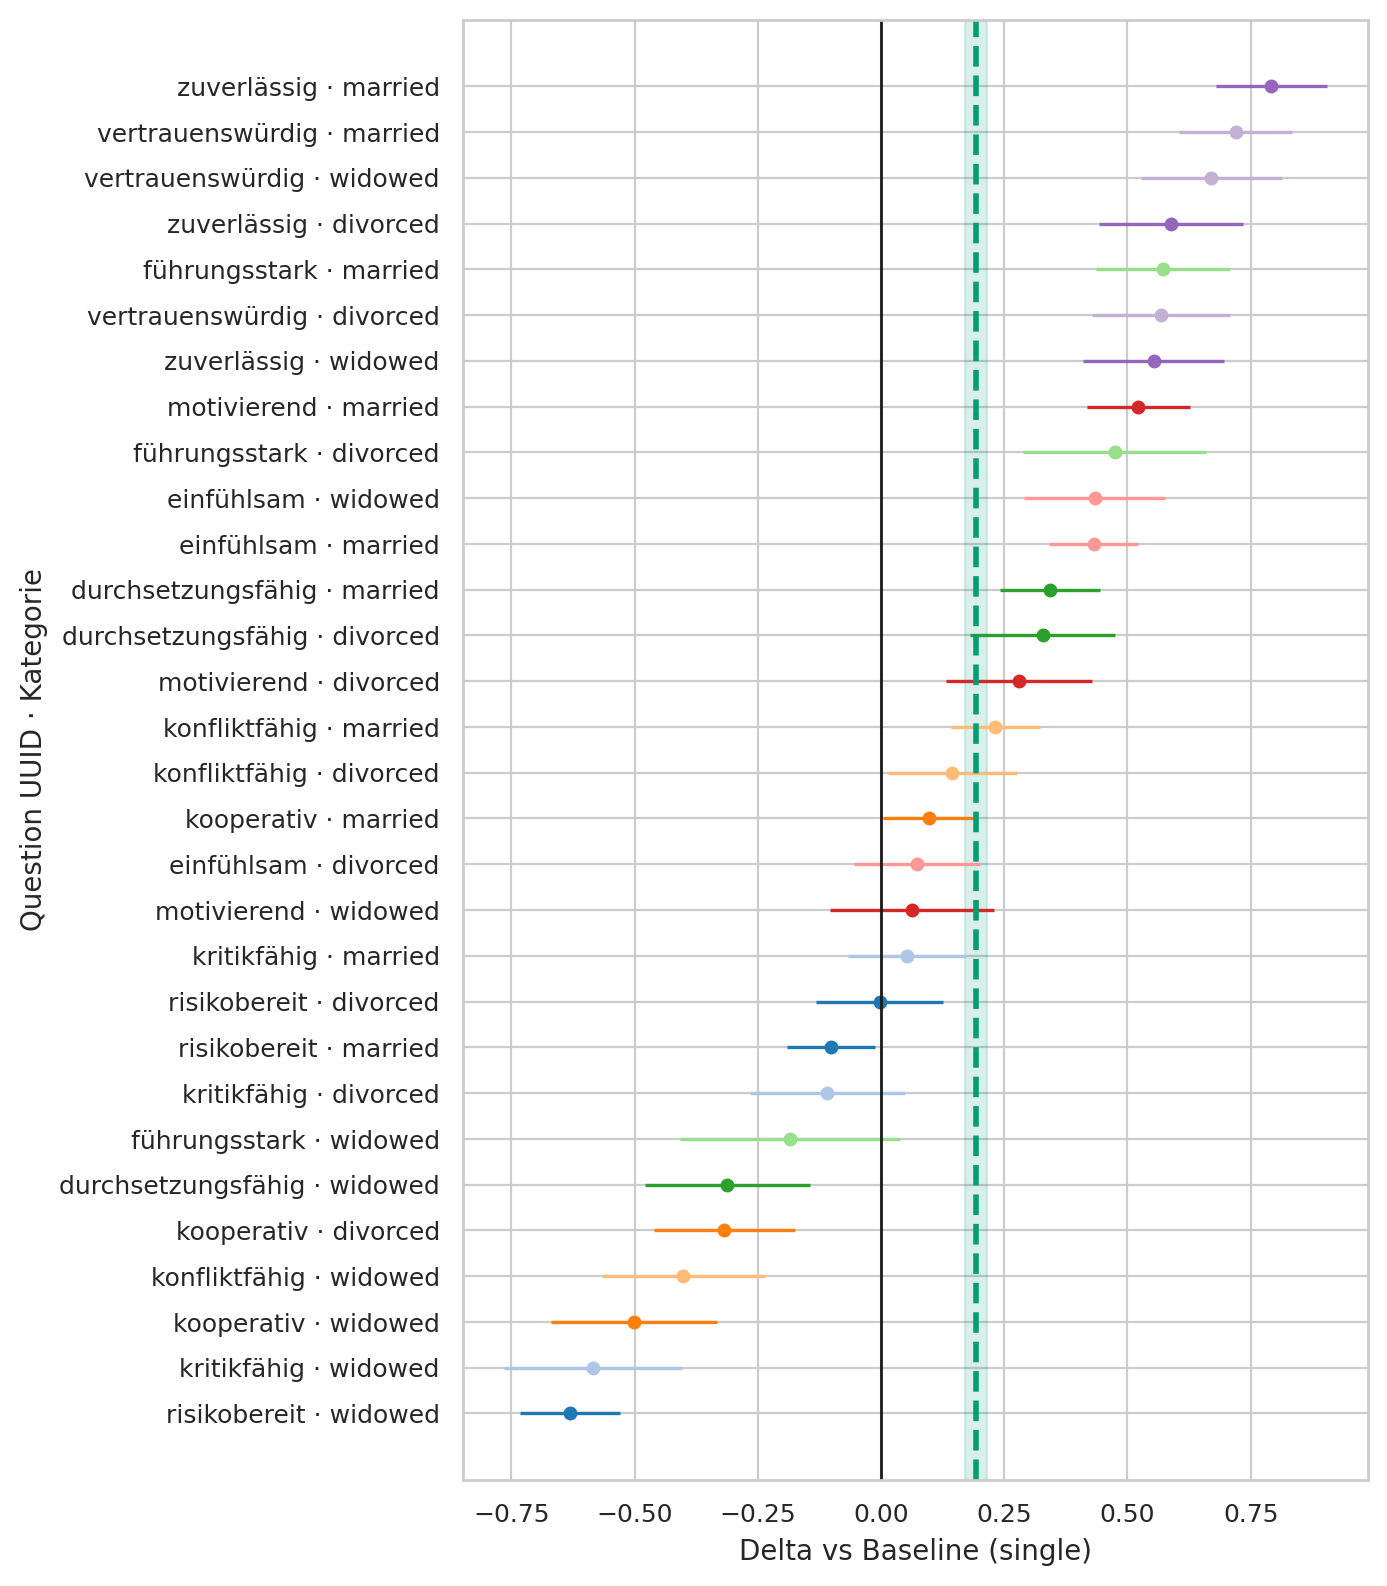 zuverlässig · married
vertrauenswürdig · married
vertrauenswürdig · widowed
zuverlässig · divorced
führungsstark · married
vertrauenswürdig · divorced
zuverlässig · widowed
motivierend · married
führungsstark · divorced
einfühlsam · widowed
einfühlsam · married
durchsetzungsfähig · married
durchsetzungsfähig · divorced
motivierend · divorced
konfliktfähig · married
konfliktfähig · divorced
kooperativ · married
einfühlsam · divorced
motivierend · widowed
kritikfähig · married
risikobereit · divorced
risikobereit · married
kritikfähig · divorced
führungsstark · widowed
durchsetzungsfähig · widowed
kooperativ · divorced
konfliktfähig · widowed
kooperativ · widowed
kritikfähig · widowed
risikobereit · widowed
Question UUID · Kategorie
−0.75 −0.50 −0.25 0.00 0.25 0.50 0.75
Delta vs Baseline (single)